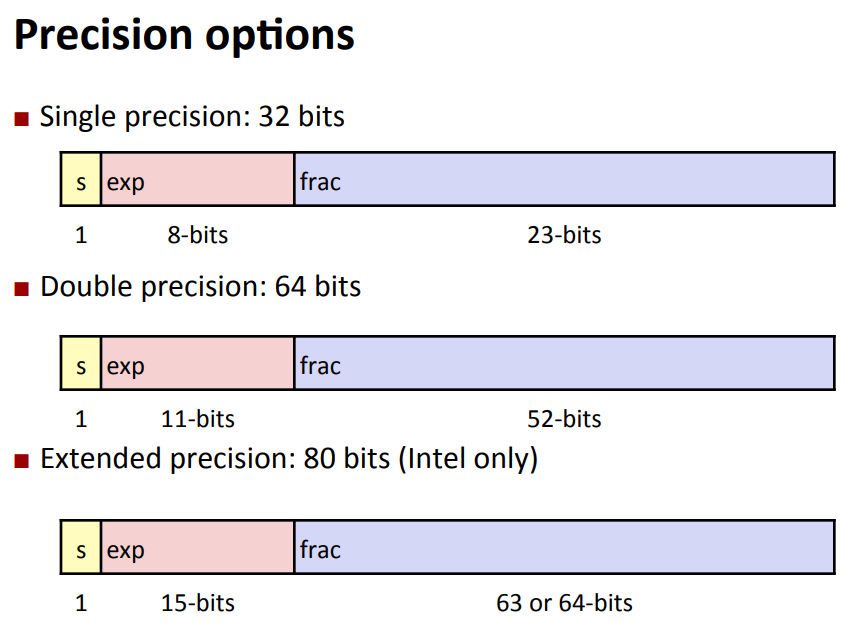 Precision options
Single precision: 32 bits
s exp frac
1 8-bits 23-bits
Double precision: 64 bits
s exp frac
1 11-bits 52-bits
Extended precision: 80 bits (Intel only)
s exp frac
1 15-bits 63 or 64-bits